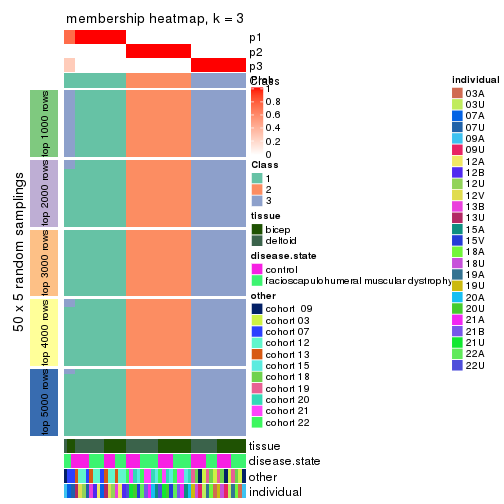 membership heatmap, k = 3
p1
p2
p3
Class
50 x 5 random samplings
top 1000 rows
top 2000 rows
top 3000 rows
top 4000 rows
top 5000 rows
tissue
disease.state
other
individual
Prob
1
0.8
0.6
0.4
0.2
0
Class
1
2
3
tissue
bicep
deltoid
disease.state
control
facioscapulohumeral muscular dystrophy
other
cohort 09
cohort 03
cohort 07
cohort 12
cohort 13
cohort 15
cohort 18
cohort 19
cohort 20
cohort 21
cohort 22
individual
03A
03U
07A
07U
09A
09U
12A
12B
12U
12V
13B
13U
15A
15V
18A
18U
19A
19U
20A
20U
21A
21B
21U
22A
22U